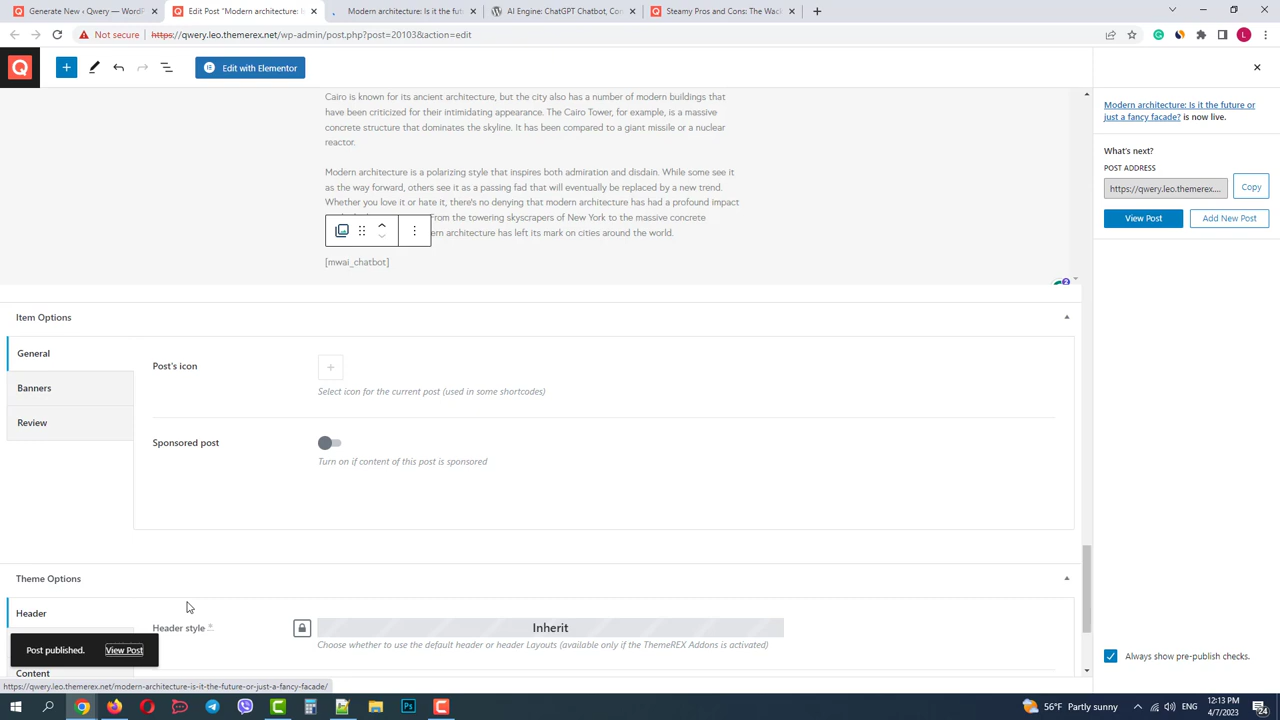 Generate New ‹ Qwery — WordP
Edit Post "Modern architecture: I
Modern architecture: Is it the fu
AI Engine: ChatGPT Chatbot, Con
Steamy Pros and Cons: The Wack
Not secure
https://qwery.leo.themerex.net/wp-admin/post.php?post=20103&action=edit
L
Q
Edit with Elementor
Cairo is known for its ancient architecture, but the city also has a number of modern buildings that
have been criticized for their intimidating appearance. The Cairo Tower, for example, is a massive
concrete structure that dominates the skyline. It has been compared to a giant missile or a nuclear
reactor.
Modern architecture is a polarizing style that inspires both admiration and disdain. While some see it
as the way forward, others see it as a passing fad that will eventually be replaced by a new trend.
Whether you love it or hate it, there's no denying that modern architecture has had a profound impact
From the towering skyscrapers of New York to the massive concrete
ern architecture has left its mark on cities around the world.
[mwai_chatbot]
2
Modern architecture: Is it the future or
just a fancy facade? is now live.
What's next?
POST ADDRESS
https://qwery.leo.themerex....
Copy
View Post
Add New Post
Item Options
General
Banners
Review
Post's icon
Select icon for the current post (used in some shortcodes)
Sponsored post
Turn on if content of this post is sponsored
Theme Options
Header
Content
Header style *
Inherit
Choose whether to use the default header or header Layouts (available only if the ThemeREX Addons is activated)
Post published.
View Post
Always show pre-publish checks.
https://qwery.leo.themerex.net/modern-architecture-is-it-the-future-or-just-a-fancy-facade/
Ps
56°F Partly sunny
ENG
12:13 PM
4/7/2023
24